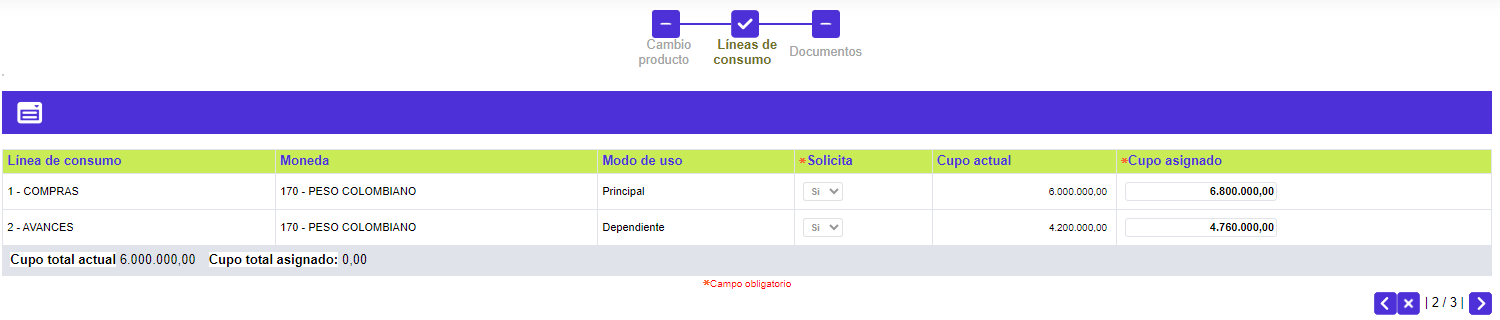 Cambio producto
Líneas de consumo
Documentos
Línea de consumo Moneda Modo de uso *Solicita Cupo actual *Cupo asignado
1 - COMPRAS 170 - PESO COLOMBIANO Principal Si 6.000.000,00 6.800.000,00
2 - AVANCES 170 - PESO COLOMBIANO Dependiente Si 4.200.000,00 4.760.000,00
Cupo total actual 6.000.000,00 Cupo total asignado: 0,00
*Campo obligatorio
| 2 / 3 |